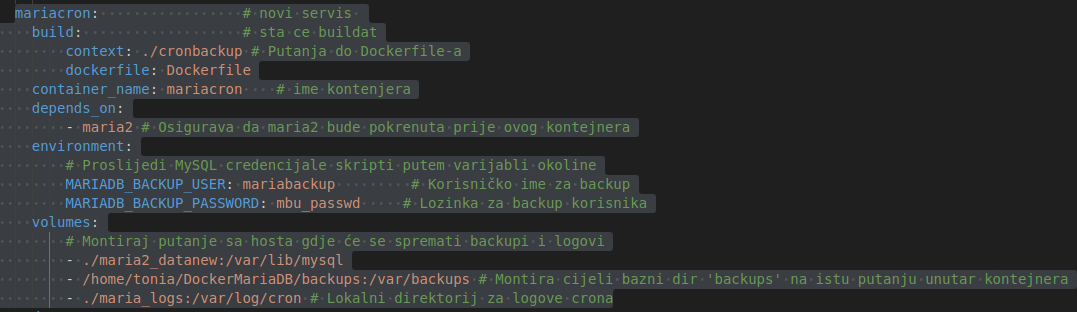 mariacron:                 # novi servis
  build:                   # sta ce buildat
      context: ./cronbackup # Putanja do Dockerfile-a
      dockerfile: Dockerfile
  container_name: mariacron    # ime kontenjera
  depends_on:
      - maria2 # Osigurava da maria2 bude pokrenuta prije ovog kontejnera
  environment:
      # Proslijedi MySQL credencijale skripti putem varijabli okoline
      MARIADB_BACKUP_USER: mariabackup         # Korisničko ime za backup
      MARIADB_BACKUP_PASSWORD: mbu_passwd     # Lozinka za backup korisnika
  volumes:
      # Montiraj putanje sa hosta gdje će se spremati backupi i logovi
      - ./maria2_datanew:/var/lib/mysql
      - /home/tonia/DockerMariaDB/backups:/var/backups # Montira cijeli bazni dir 'backups' na istu putanju unutar kontejnera
      - ./maria_logs:/var/log/cron # Lokalni direktorij za logove crona